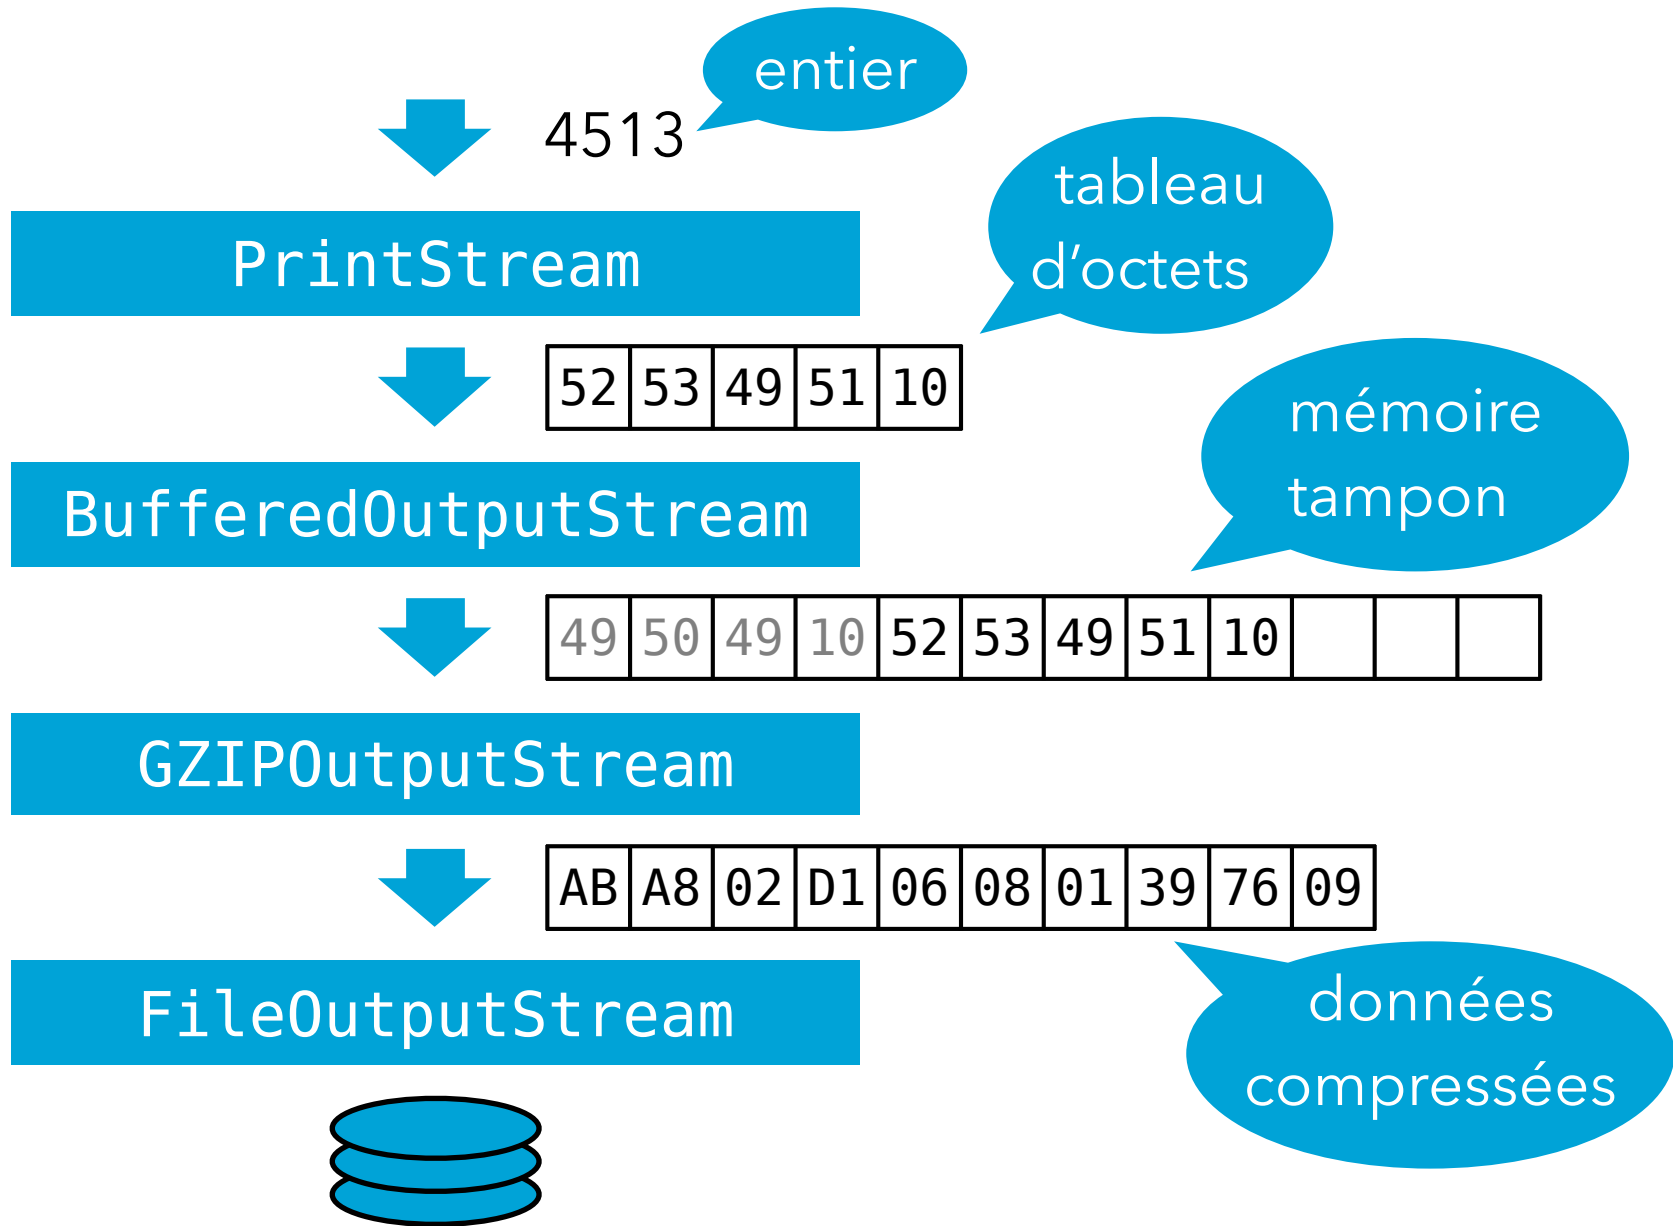 entier
4513
tableau
d’octets
PrintStream
52 53 49 51 10
mémoire
tampon
BufferedOutputStream
49 50 49 10 52 53 49 51 10
GZIPOutputStream
AB A8 02 D1 06 08 01 39 76 09
données
compressées
FileOutputStream